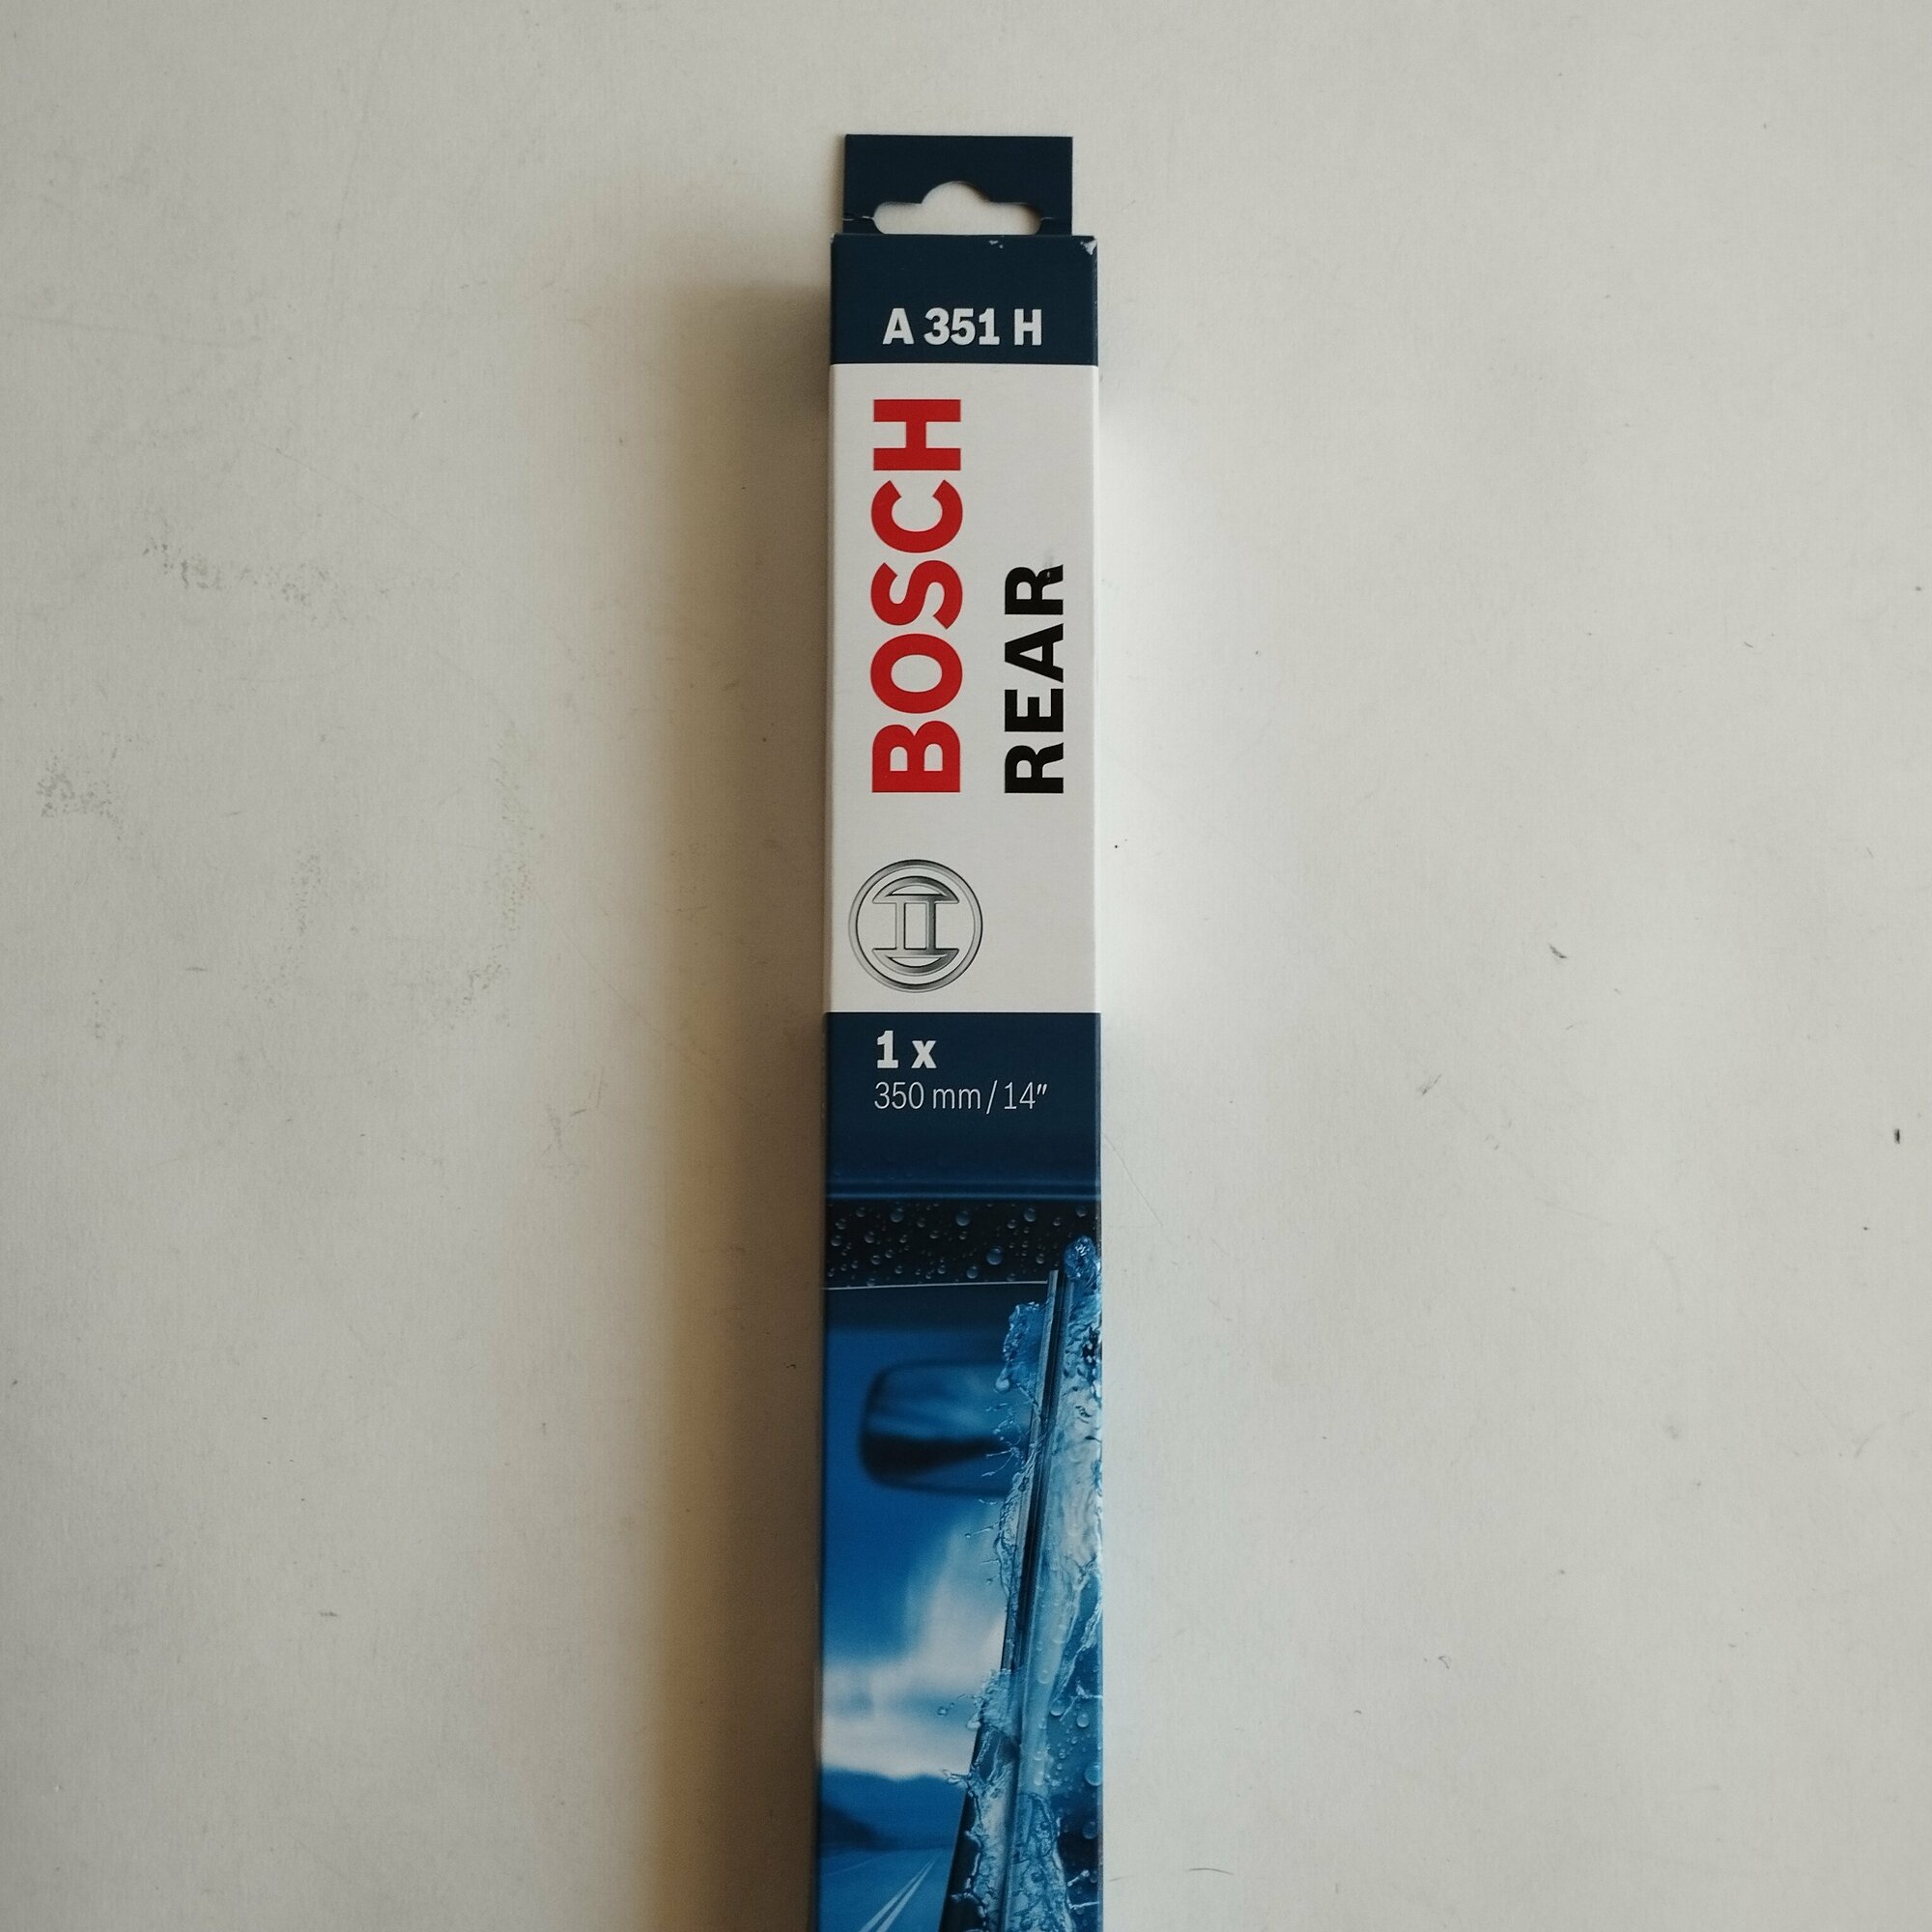 A 351 H
BOSCH
REAR
1 x
350 mm / 14″